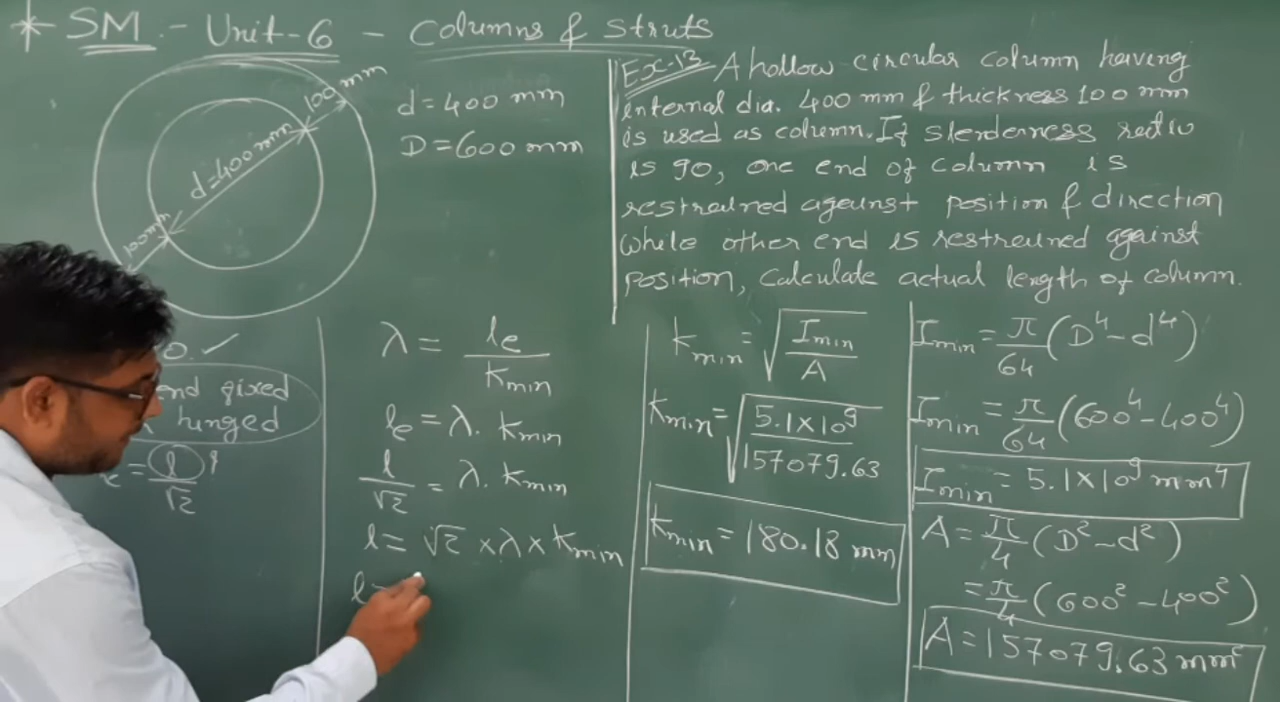 * SM. - Unit-6 - Columns & Struts
100 mm
d=400 mm
100mm
d = 400 mm
D = 600 mm
Ex-13 A hollow circular column having
internal dia. 400 mm & thickness 100 mm
is used as column. If slenderness ratio
is 90, one end of column is
restrained against position & direction
while other end is restrained against
position, Calculate actual length of column.
0. ✓
end fixed
hinged
e = l/√2
λ = le/Kmin
le = λ. Kmin
l/√2 = λ. Kmin
l = √2 × λ × Kmin
l =
Kmin = √(Imin/A)
Kmin = √(5.1×10⁹/157079.63)
Kmin = 180.18 mm
Imin = π/64 (D⁴ - d⁴)
Imin = π/64 (600⁴ - 400⁴)
Imin = 5.1×10⁹ mm⁴
A = π/4 (D² - d²)
= π/4 (600² - 400²)
A = 157079.63 mm²